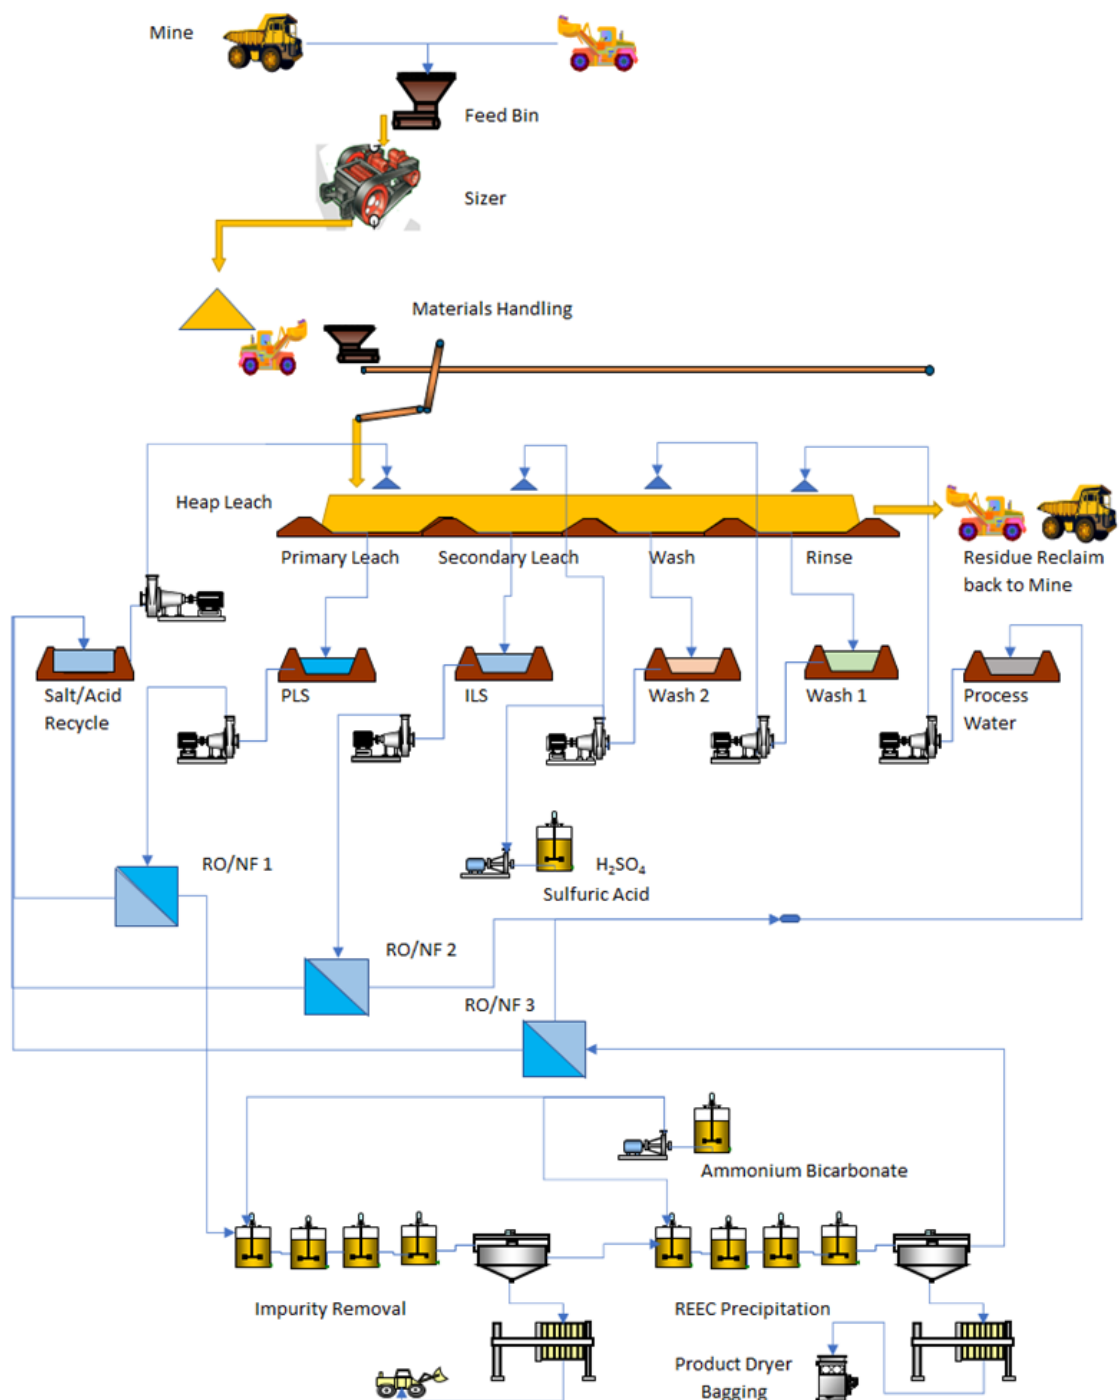 Mine
Feed Bin
Sizer
Materials Handling
Heap Leach
Primary Leach
Secondary Leach
Wash
Rinse
Residue Reclaim
back to Mine
Salt/Acid
Recycle
PLS
ILS
Wash 2
Wash 1
Process
Water
RO/NF 1
H₂SO₄
Sulfuric Acid
RO/NF 2
RO/NF 3
Ammonium Bicarbonate
Impurity Removal
REEC Precipitation
Product Dryer
Bagging